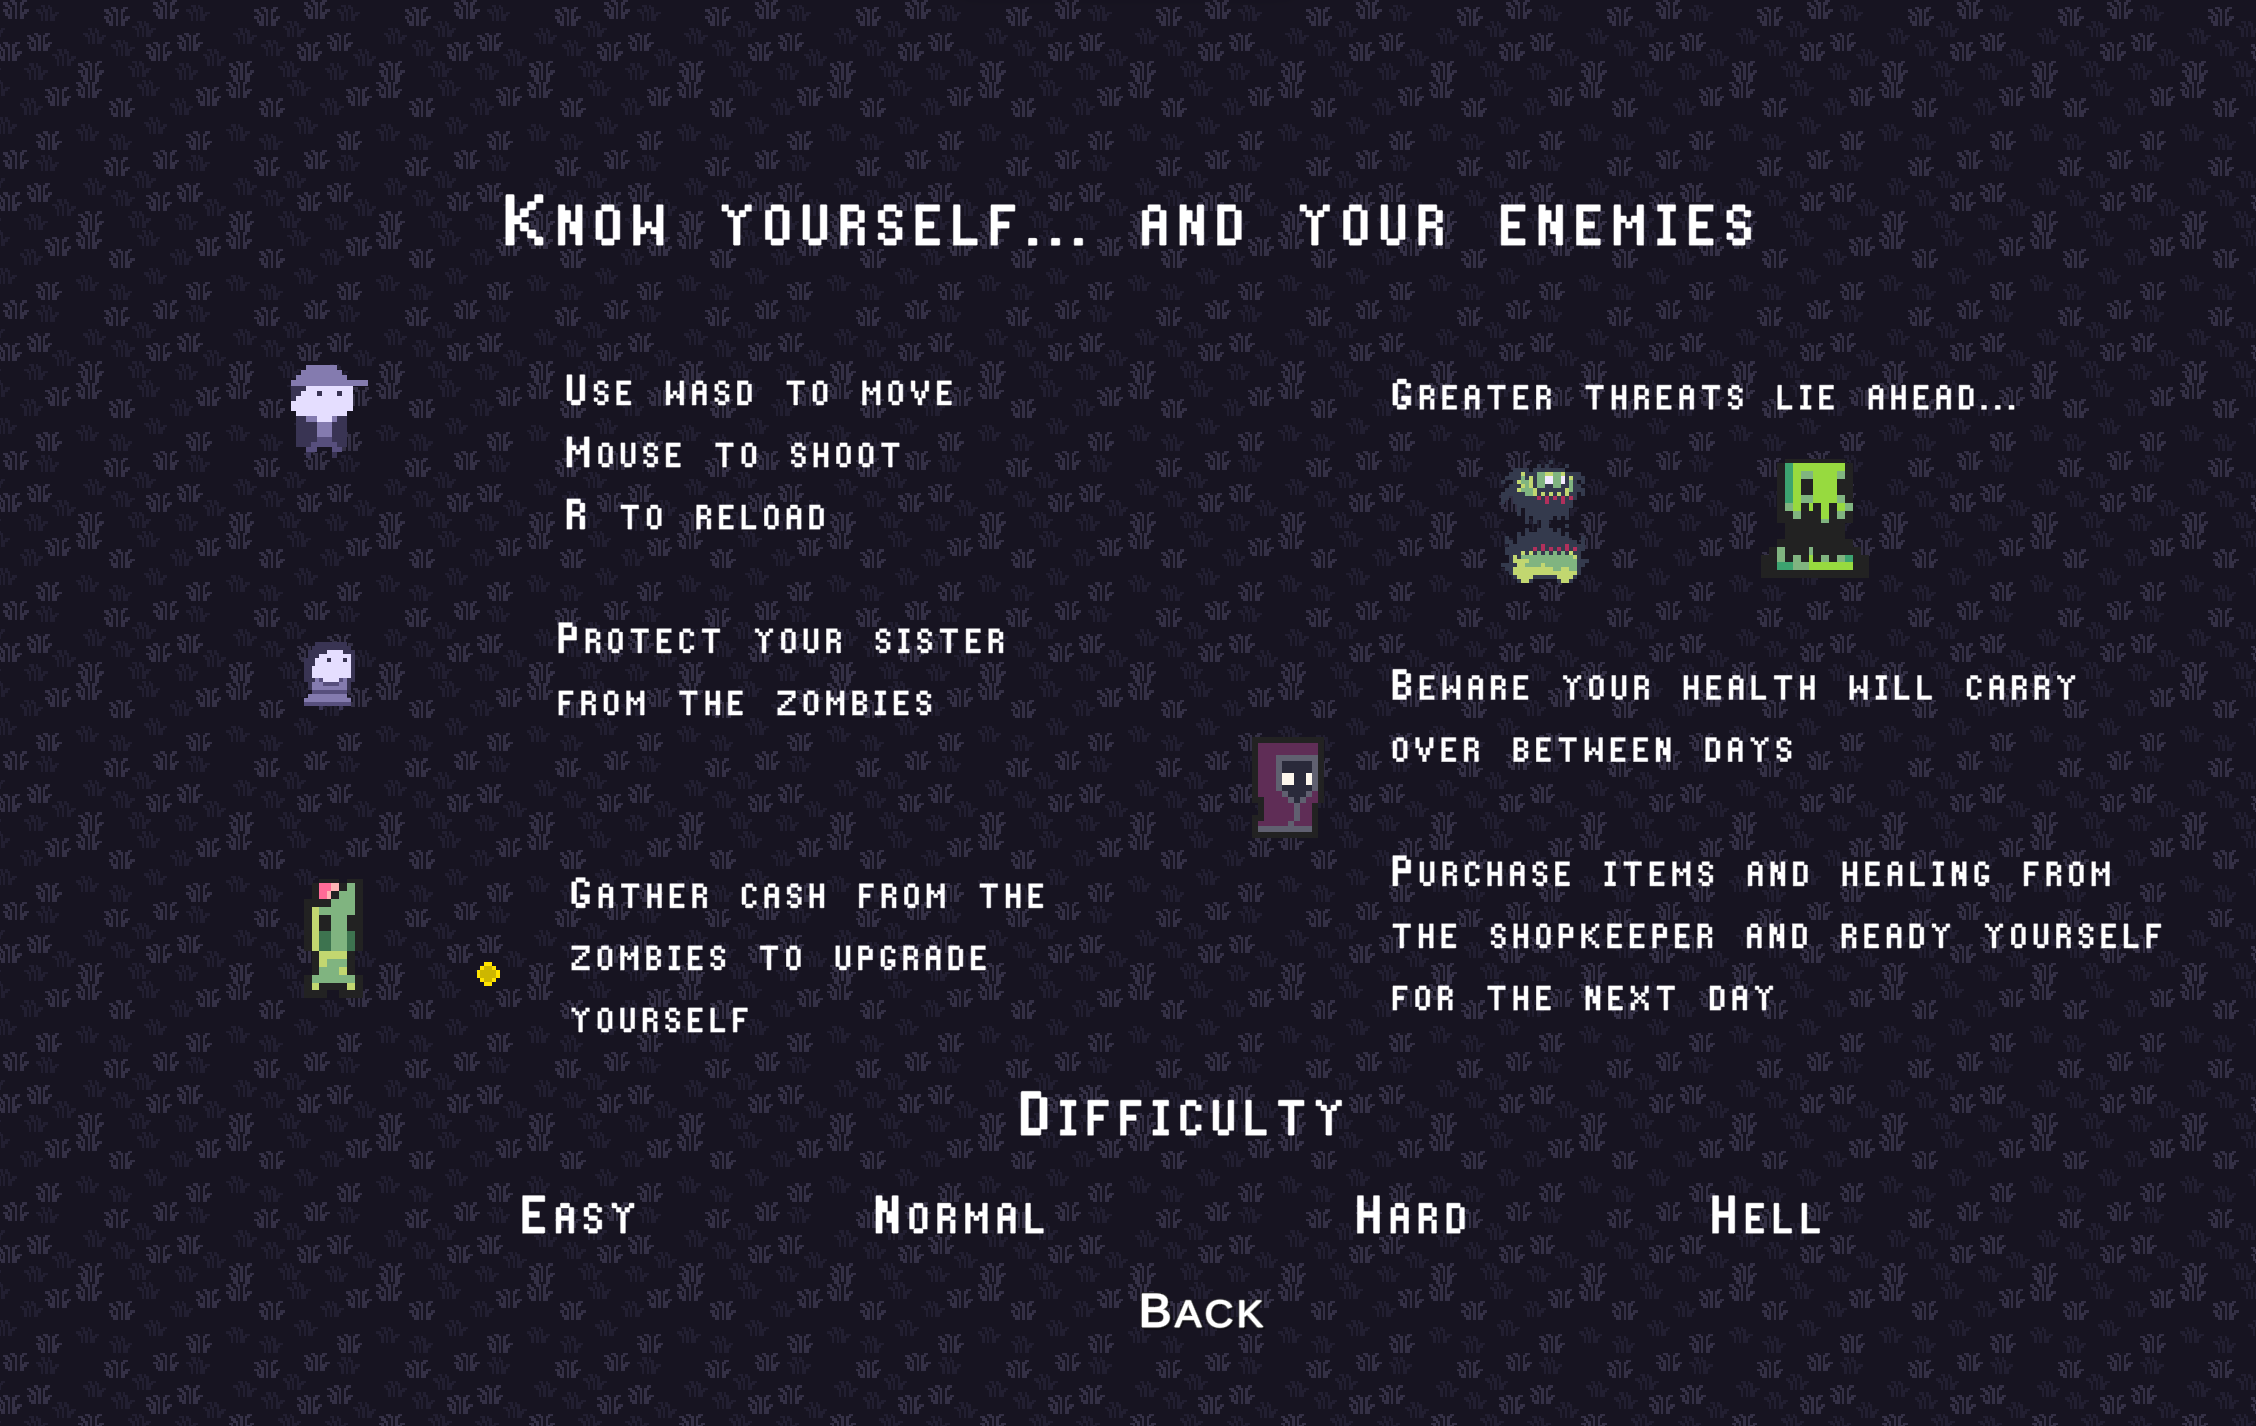 Know yourself... and your enemies
Use wasd to move
Mouse to shoot
R to reload
Protect your sister
from the zombies
Gather cash from the
zombies to upgrade
yourself
Greater threats lie ahead...
Beware your health will carry
over between days
Purchase items and healing from
the shopkeeper and ready yourself
for the next day
Difficulty
Easy Normal Hard Hell
Back